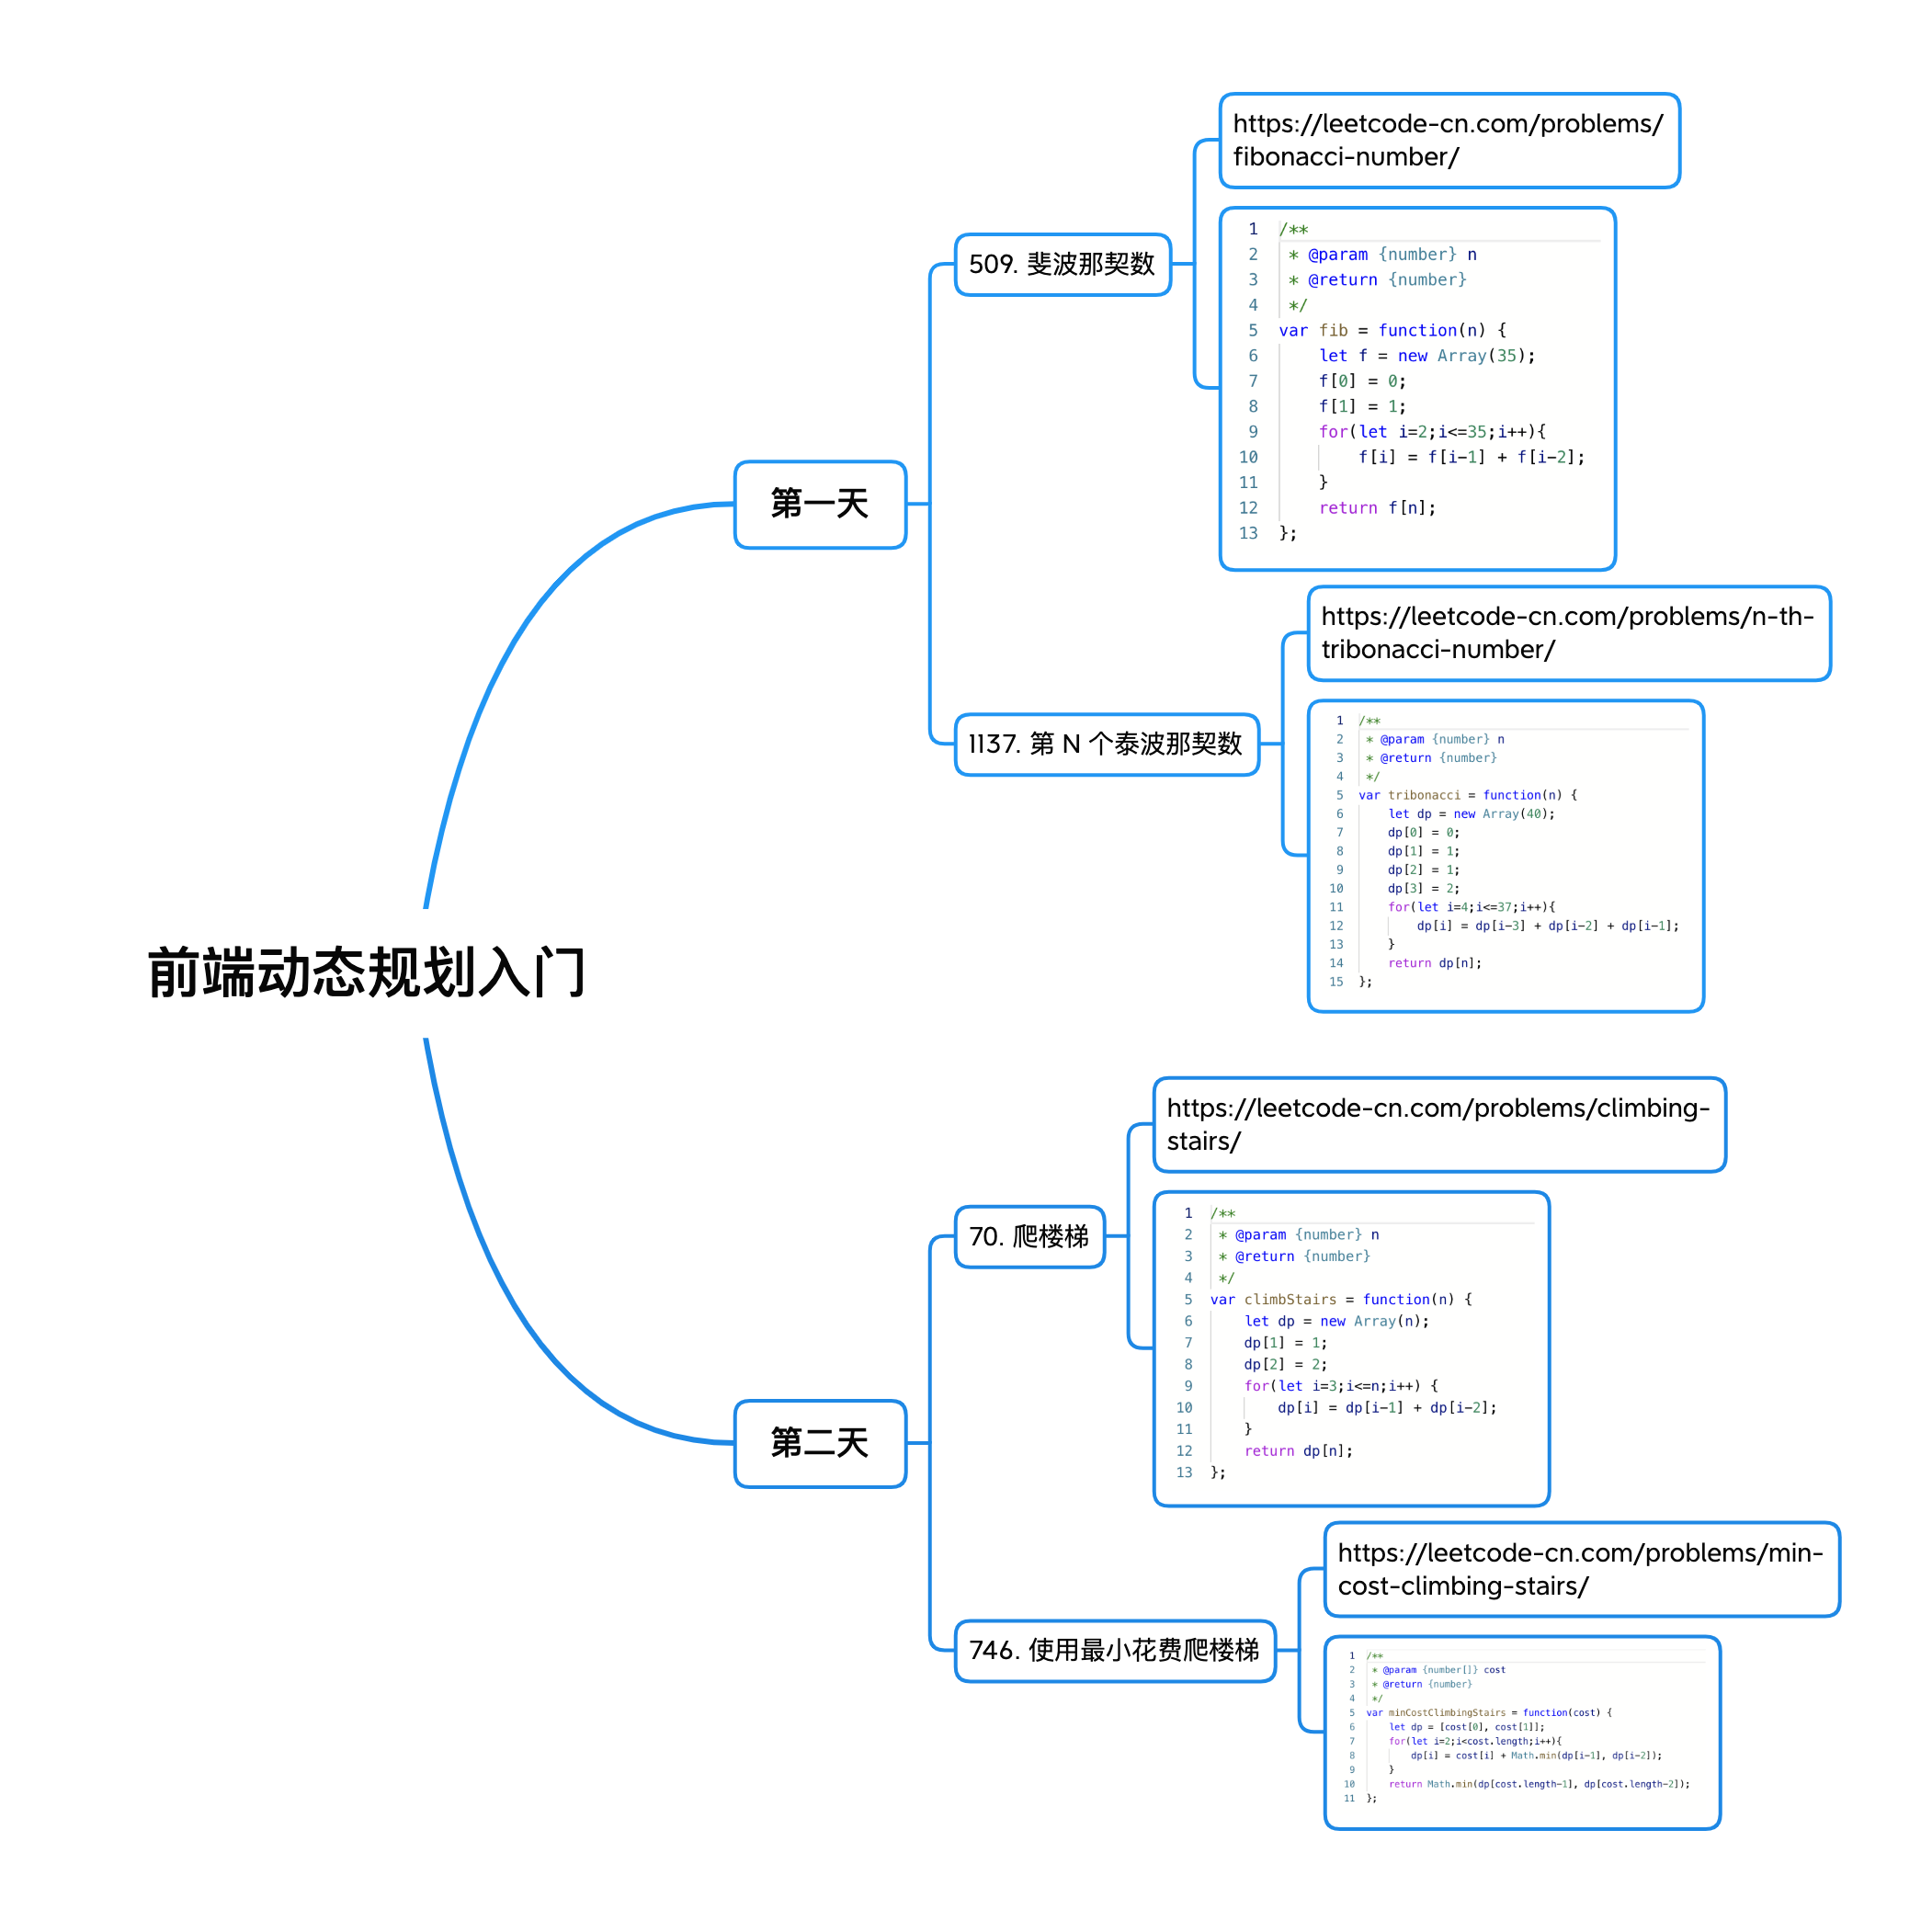 前端动态规划入门
第一天
509. 斐波那契数
https://leetcode-cn.com/problems/
fibonacci-number/
1 /**
2  * @param {number} n
3  * @return {number}
4  */
5 var fib = function(n) {
6     let f = new Array(35);
7     f[0] = 0;
8     f[1] = 1;
9     for(let i=2;i<=35;i++){
10         f[i] = f[i-1] + f[i-2];
11     }
12     return f[n];
13 };
1137. 第 N 个泰波那契数
https://leetcode-cn.com/problems/n-th-
tribonacci-number/
1 /**
2  * @param {number} n
3  * @return {number}
4  */
5 var tribonacci = function(n) {
6     let dp = new Array(40);
7     dp[0] = 0;
8     dp[1] = 1;
9     dp[2] = 1;
10     dp[3] = 2;
11     for(let i=4;i<=37;i++){
12         dp[i] = dp[i-3] + dp[i-2] + dp[i-1];
13     }
14     return dp[n];
15 };
第二天
70. 爬楼梯
https://leetcode-cn.com/problems/climbing-
stairs/
1 /**
2  * @param {number} n
3  * @return {number}
4  */
5 var climbStairs = function(n) {
6     let dp = new Array(n);
7     dp[1] = 1;
8     dp[2] = 2;
9     for(let i=3;i<=n;i++) {
10         dp[i] = dp[i-1] + dp[i-2];
11     }
12     return dp[n];
13 };
746. 使用最小花费爬楼梯
https://leetcode-cn.com/problems/min-
cost-climbing-stairs/
1 /**
2  * @param {number[]} cost
3  * @return {number}
4  */
5 var minCostClimbingStairs = function(cost) {
6     let dp = [cost[0], cost[1]];
7     for(let i=2;i<cost.length;i++){
8         dp[i] = cost[i] + Math.min(dp[i-1], dp[i-2]);
9     }
10     return Math.min(dp[cost.length-1], dp[cost.length-2]);
11 };